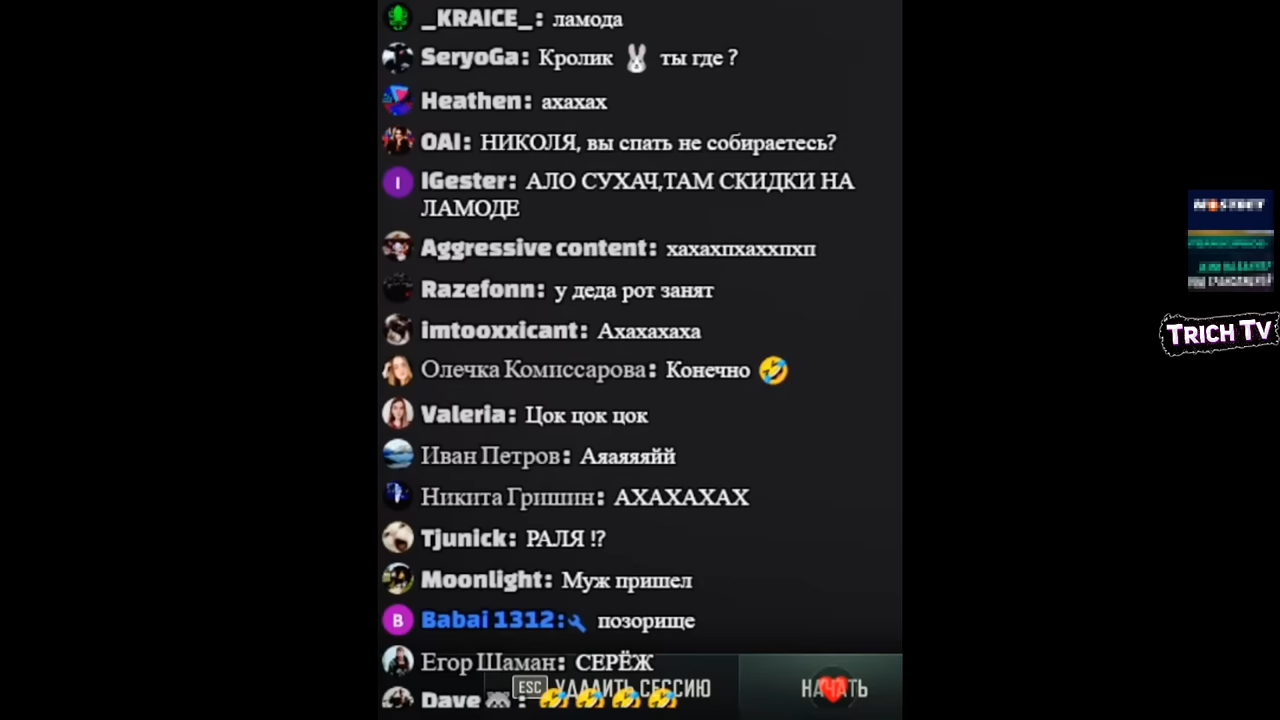 _KRAICE_: ламода
SeryoGa: Кролик 🐰 ты где ?
Heathen: ахахах
OAI: НИКОЛЯ, вы спать не собираетесь?
I
IGester: АЛО СУХАЧ,ТАМ СКИДКИ НА
ЛАМОДЕ
Aggressive content: хахахпхаххпхп
Razefonn: у деда рот занят
imtooxxicant: Ахахахаха
Олечка Комиссарова: Конечно 🤣
Valeria: Цок цок цок
Иван Петров: Аяаяяяйй
Никита Гришин: АХАХАХАХ
Tjunick: РАЛЯ !?
Moonlight: Муж пришел
B
Babai 1312:🔧 позорище
Егор Шаман: СЕРЁЖ
Dave🦝: 🤣🤣🤣🤣
ESC УДАЛИТЬ СЕССИЮ
НАЧАТЬ
MOSTBET
TRICH TV